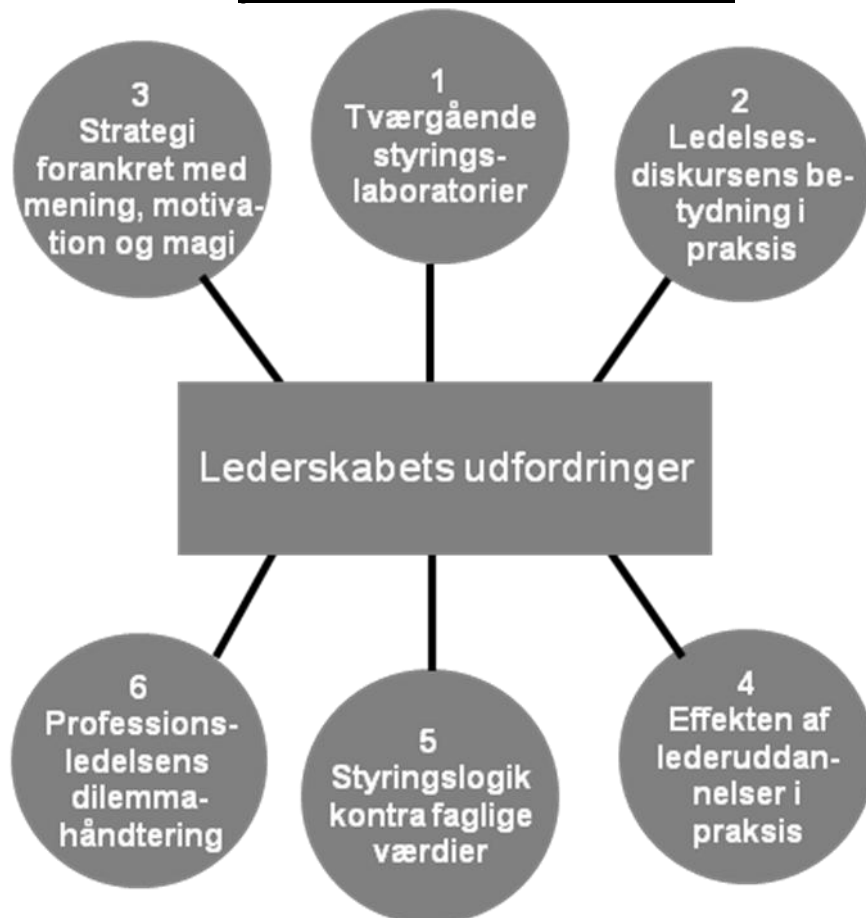 3
Strategi
forankret med
mening, motiva-
tion og magi
1
Tværgående
styrings-
laboratorier
2
Ledelses-
diskursens be-
tydning i
praksis
Lederskabets udfordringer
6
Professions-
ledelsens
dilemma-
håndtering
5
Styringslogik
kontra faglige
værdier
4
Effekten af
lederuddan-
nelser i
praksis